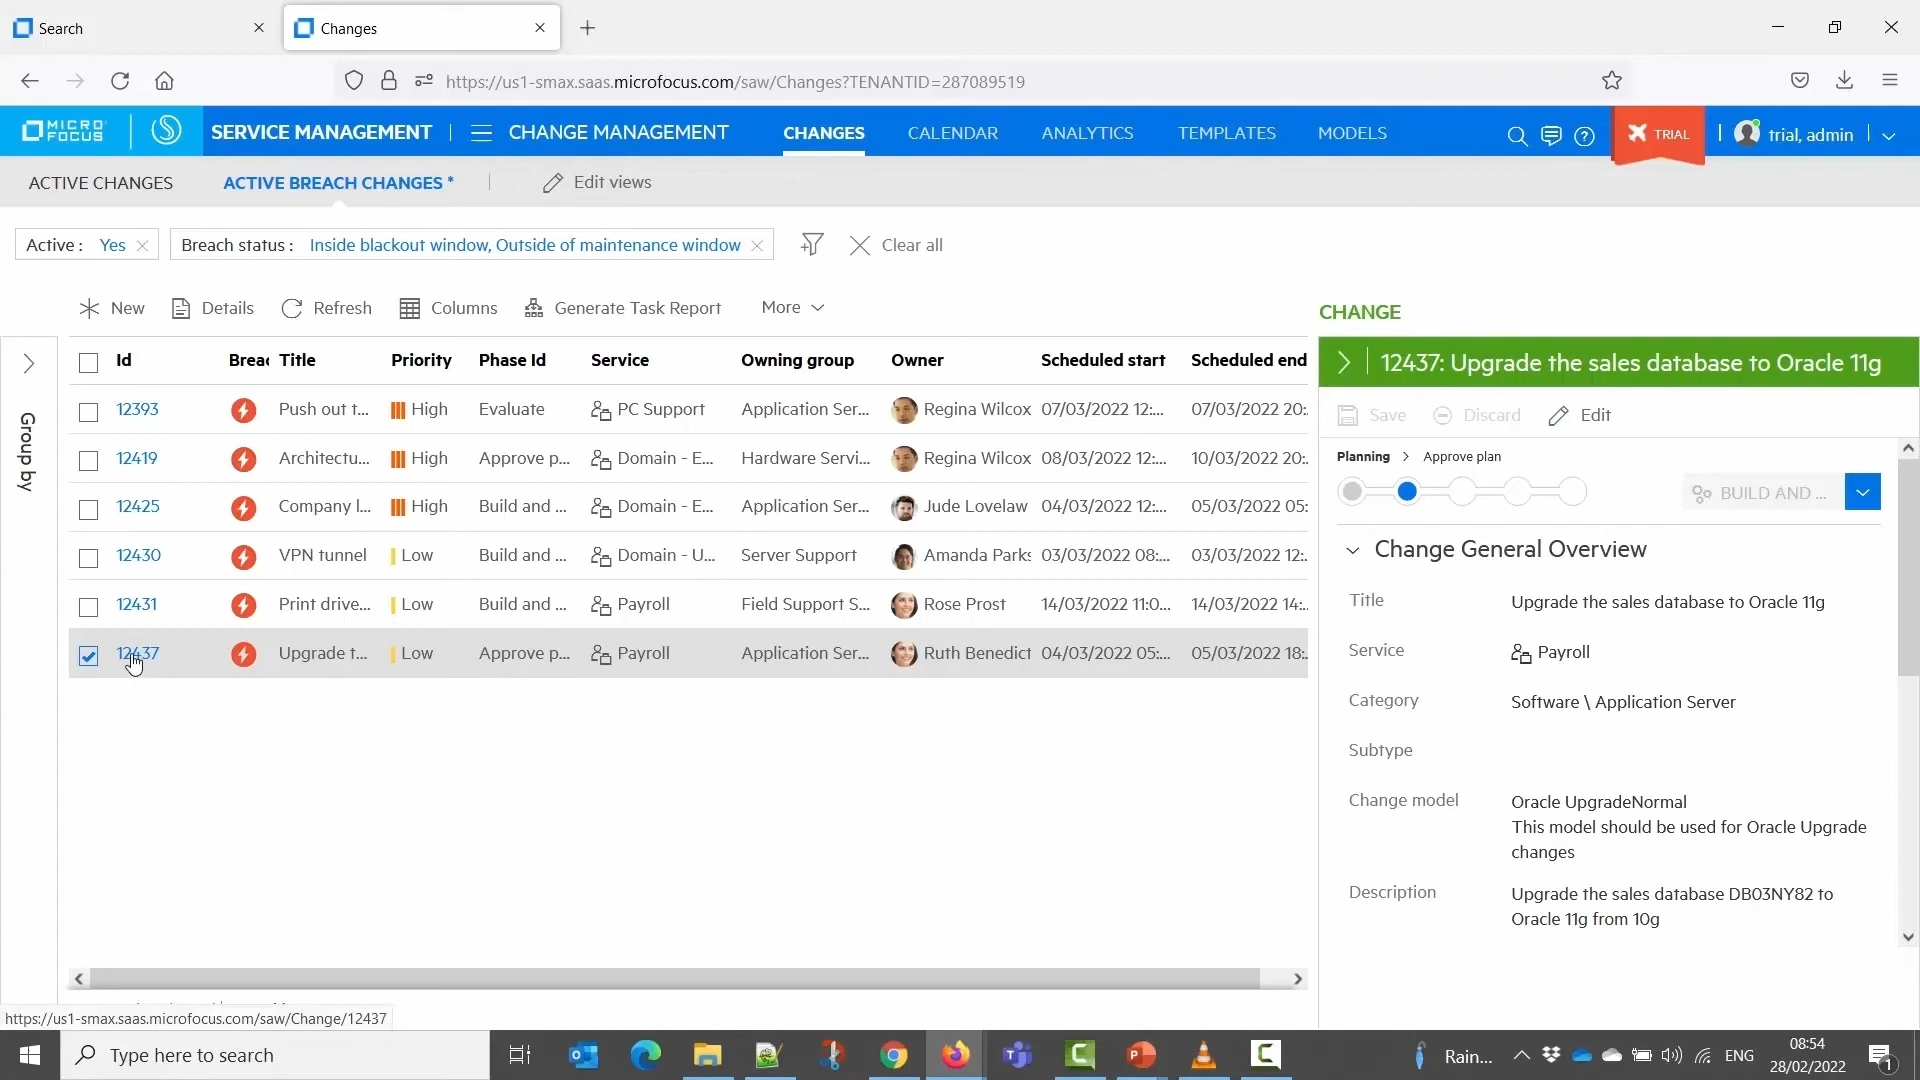 Search
Changes
https://us1-smax.saas.microfocus.com/saw/Changes?TENANTID=287089519
MICRO FOCUS
SERVICE MANAGEMENT
CHANGE MANAGEMENT
CHANGES
CALENDAR
ANALYTICS
TEMPLATES
MODELS
TRIAL
trial, admin
ACTIVE CHANGES
ACTIVE BREACH CHANGES *
Edit views
Active : Yes
Breach status : Inside blackout window, Outside of maintenance window
Clear all
New
Details
Refresh
Columns
Generate Task Report
More
Group by
Id Breac Title Priority Phase Id Service Owning group Owner Scheduled start Scheduled end
12393 Push out t... High Evaluate PC Support Application Ser... Regina Wilcox 07/03/2022 12:... 07/03/2022 20:
12419 Architectu... High Approve p... Domain - E... Hardware Servi... Regina Wilcox 08/03/2022 12:... 10/03/2022 20:
12425 Company l... High Build and ... Domain - E... Application Ser... Jude Lovelaw 04/03/2022 12:... 05/03/2022 05:
12430 VPN tunnel Low Build and ... Domain - U... Server Support Amanda Parks 03/03/2022 08:... 03/03/2022 12:.
12431 Print drive... Low Build and ... Payroll Field Support S... Rose Prost 14/03/2022 11:0... 14/03/2022 14:..
12437 Upgrade t... Low Approve p... Payroll Application Ser... Ruth Benedict 04/03/2022 05:... 05/03/2022 18:.
CHANGE
12437: Upgrade the sales database to Oracle 11g
Save
Discard
Edit
Planning > Approve plan
BUILD AND ...
Change General Overview
Title Upgrade the sales database to Oracle 11g
Service Payroll
Category Software \ Application Server
Subtype
Change model Oracle UpgradeNormal
This model should be used for Oracle Upgrade
changes
Description Upgrade the sales database DB03NY82 to
Oracle 11g from 10g
https://us1-smax.saas.microfocus.com/saw/Change/12437
Type here to search
Rain...
ENG
08:54
28/02/2022
1